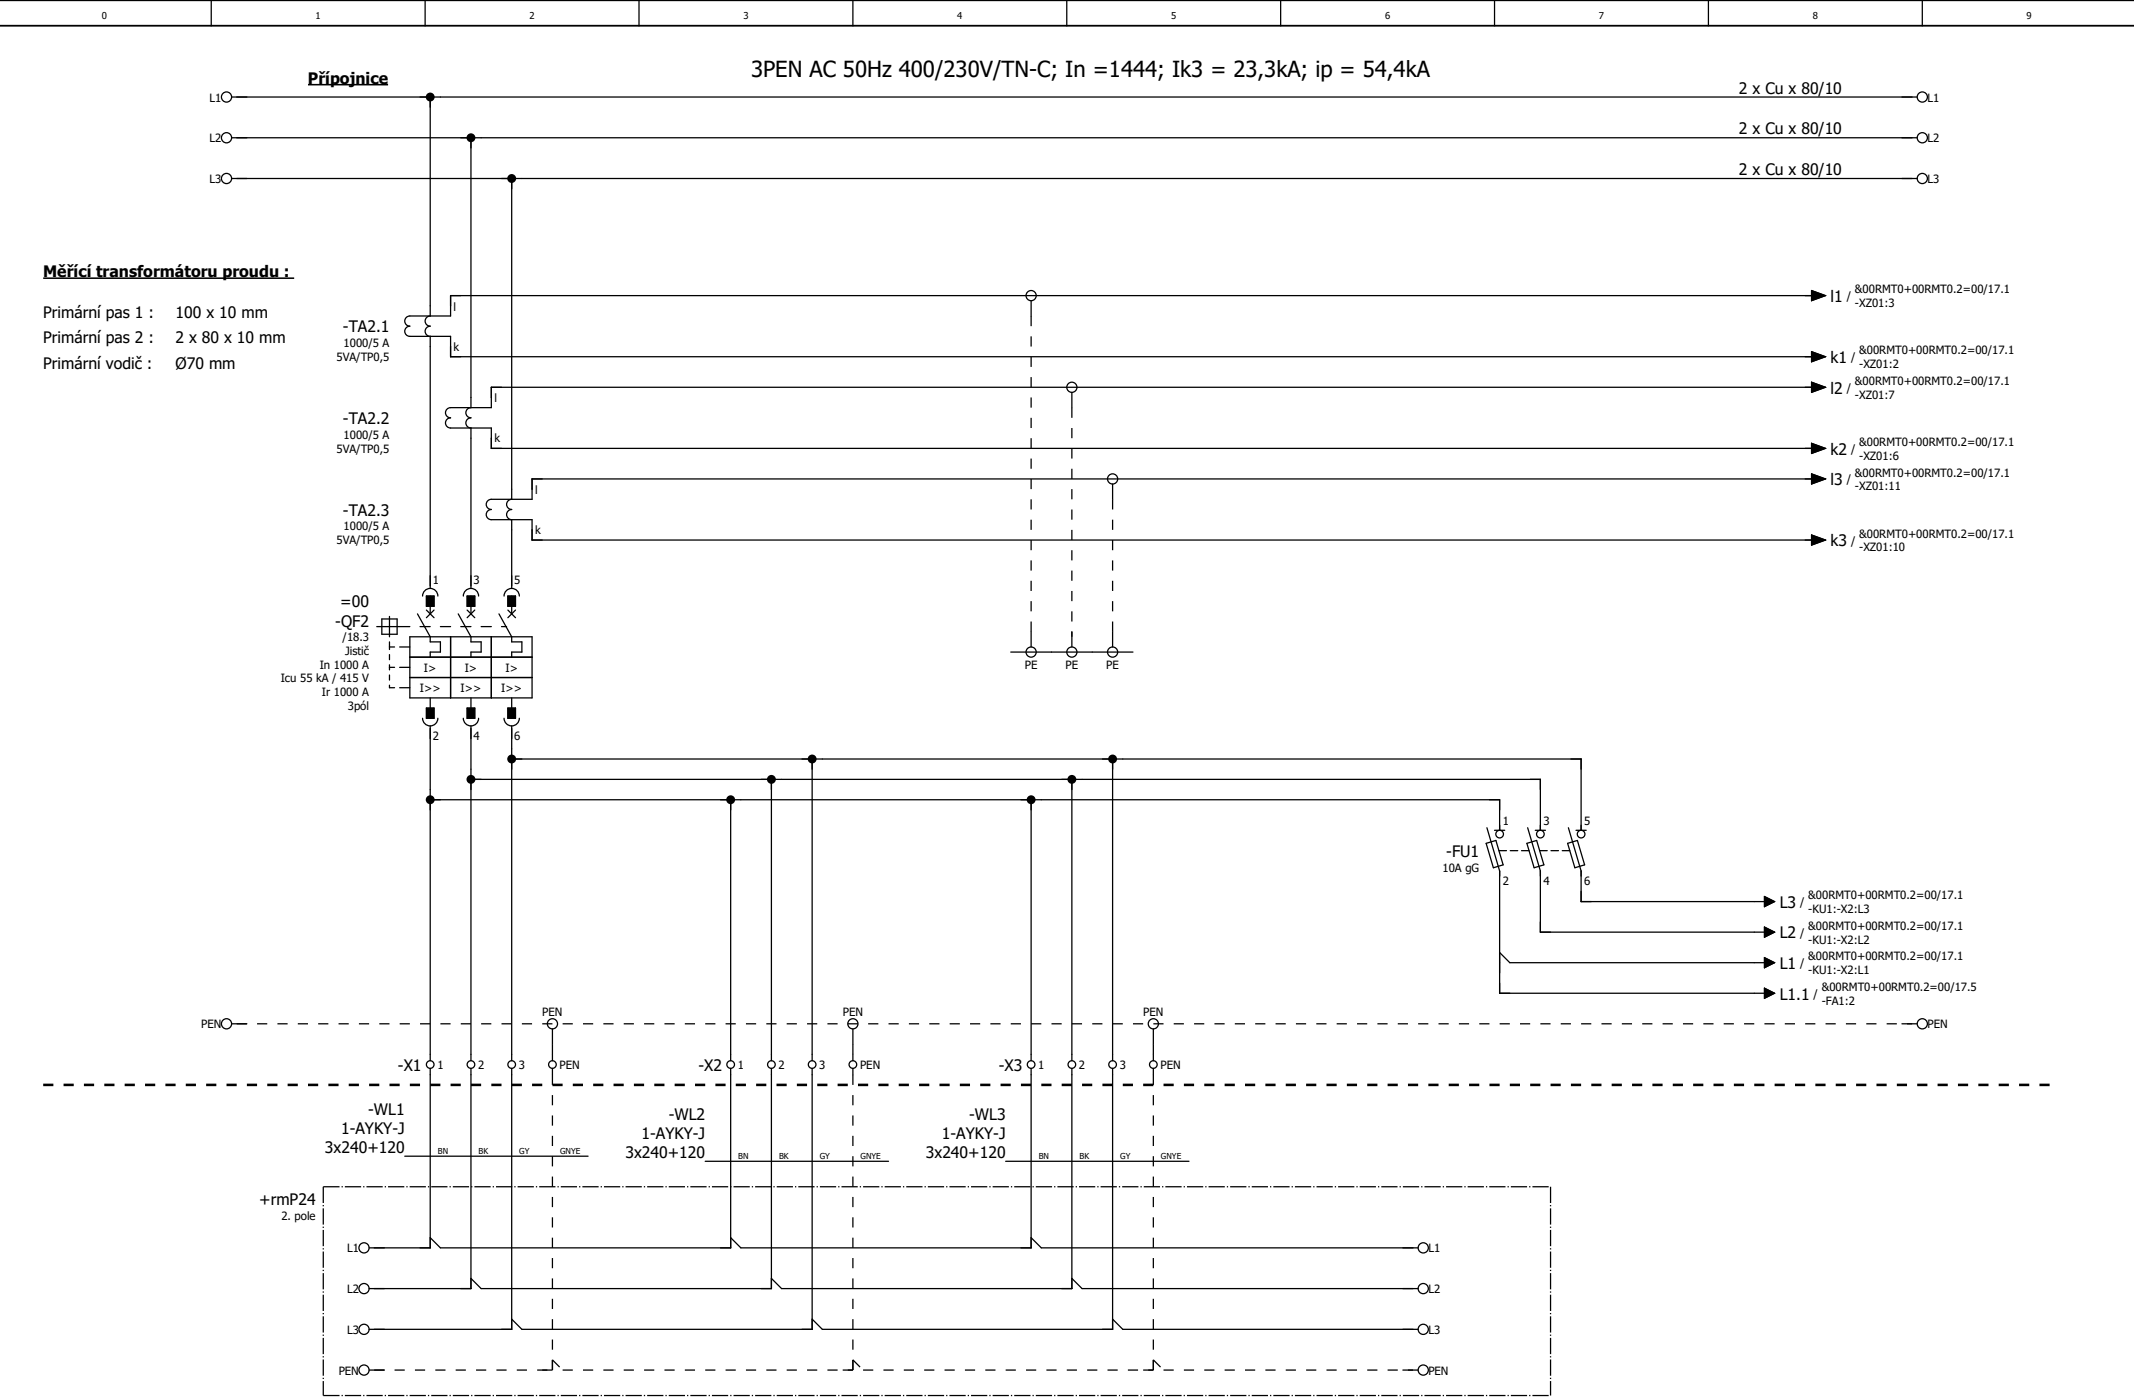 0 1 2 3 4 5 6 7 8 9
3PEN AC 50Hz 400/230V/TN-C; In =1444; Ik3 = 23,3kA; ip = 54,4kA
Přípojnice
L1 2 x Cu x 80/10 L1
L2 2 x Cu x 80/10 L2
L3 2 x Cu x 80/10 L3
Měřící transformátoru proudu :
Primární pas 1 : 100 x 10 mm
Primární pas 2 : 2 x 80 x 10 mm
Primární vodič : Ø70 mm
-TA2.1
1000/5 A
5VA/TP0,5
l
k
l1 / &00RMT0+00RMT0.2=00/17.1
-XZ01:3
k1 / &00RMT0+00RMT0.2=00/17.1
-XZ01:2
-TA2.2
1000/5 A
5VA/TP0,5
l
k
l2 / &00RMT0+00RMT0.2=00/17.1
-XZ01:7
k2 / &00RMT0+00RMT0.2=00/17.1
-XZ01:6
-TA2.3
1000/5 A
5VA/TP0,5
l
k
l3 / &00RMT0+00RMT0.2=00/17.1
-XZ01:11
k3 / &00RMT0+00RMT0.2=00/17.1
-XZ01:10
PE PE PE
1 3 5
=00
-QF2
/18.3
Jistič
In 1000 A
Icu 55 kA / 415 V
Ir 1000 A
3pól
I> I> I>
I>> I>> I>>
2 4 6
1 3 5
-FU1
10A gG
2 4 6
L3 / &00RMT0+00RMT0.2=00/17.1
-KU1:-X2:L3
L2 / &00RMT0+00RMT0.2=00/17.1
-KU1:-X2:L2
L1 / &00RMT0+00RMT0.2=00/17.1
-KU1:-X2:L1
L1.1 / &00RMT0+00RMT0.2=00/17.5
-FA1:2
PEN PEN PEN
PEN PEN
-X1 1 2 3 PEN -X2 1 2 3 PEN -X3 1 2 3 PEN
-WL1
1-AYKY-J
3x240+120
BN BK GY GNYE
-WL2
1-AYKY-J
3x240+120
BN BK GY GNYE
-WL3
1-AYKY-J
3x240+120
BN BK GY GNYE
+rmP24
2. pole
L1 L1
L2 L2
L3 L3
PEN PEN